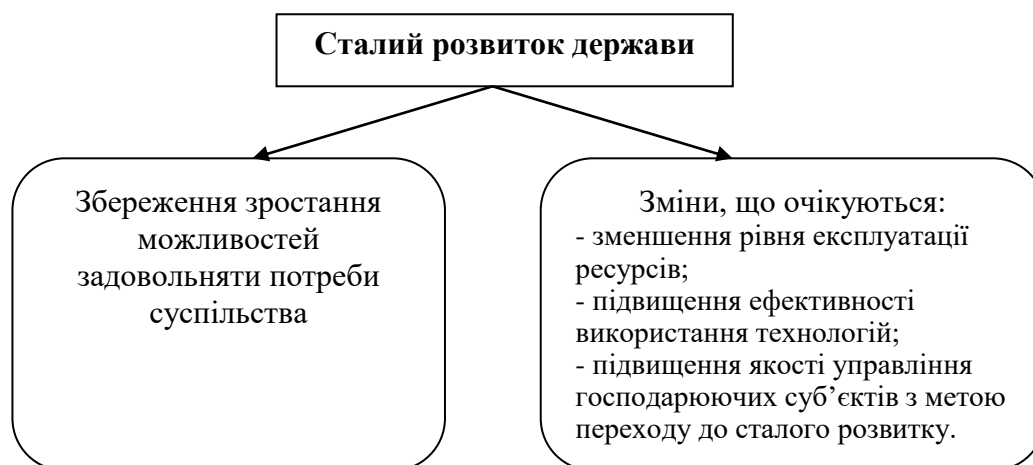 Сталий розвиток держави
Збереження зростання
можливостей
задовольняти потреби
суспільства
Зміни, що очікуються:
- зменшення рівня експлуатації
ресурсів;
- підвищення ефективності
використання технологій;
- підвищення якості управління
господарюючих суб’єктів з метою
переходу до сталого розвитку.